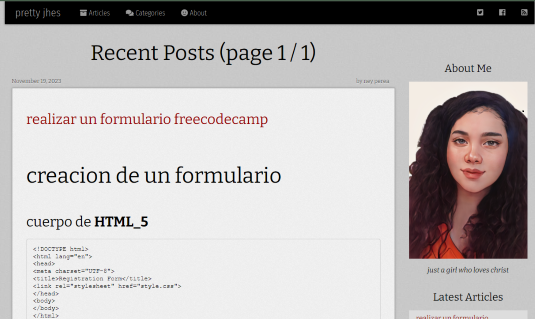 pretty jhes Articles Categories About
Recent Posts (page 1 / 1)
November 19, 2023 by ney perea
realizar un formulario freecodecamp
creacion de un formulario
cuerpo de HTML_5
<!DOCTYPE html>
<html lang="en">
<head>
<meta charset="UTF-8">
<title>Registration Form</title>
<link rel="stylesheet" href="style.css">
</head>
<body>
</body>
</html>
About Me
just a girl who loves christ
Latest Articles
realizar un formulario